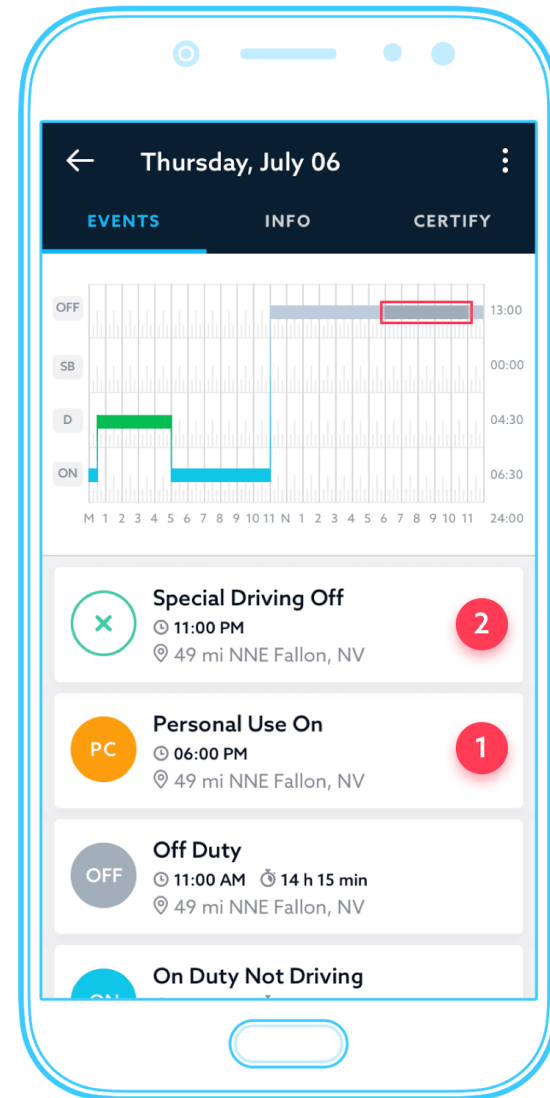 Thursday, July 06
EVENTS INFO CERTIFY
OFF 13:00
SB 00:00
D 04:30
ON 06:30
M 1 2 3 4 5 6 7 8 9 10 11 N 1 2 3 4 5 6 7 8 9 10 11 24:00
Special Driving Off
11:00 PM
49 mi NNE Fallon, NV
2
PC
Personal Use On
06:00 PM
49 mi NNE Fallon, NV
1
OFF
Off Duty
11:00 AM 14 h 15 min
49 mi NNE Fallon, NV
On Duty Not Driving